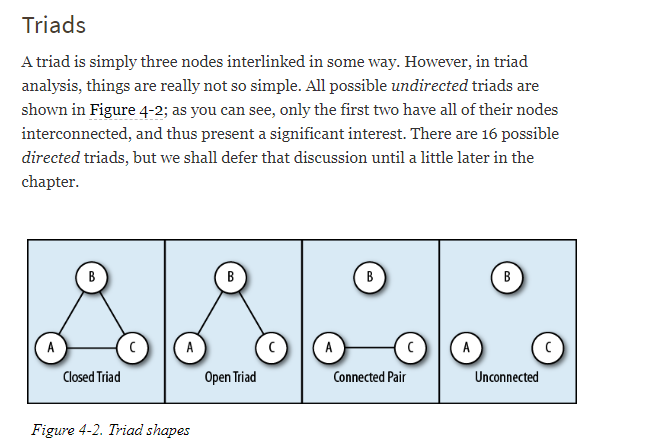 Triads
A triad is simply three nodes interlinked in some way. However, in triad
analysis, things are really not so simple. All possible undirected triads are
shown in Figure 4-2; as you can see, only the first two have all of their nodes
interconnected, and thus present a significant interest. There are 16 possible
directed triads, but we shall defer that discussion until a little later in the
chapter.
B
A
C
Closed Triad
B
A
C
Open Triad
B
A
C
Connected Pair
B
A
C
Unconnected
Figure 4-2. Triad shapes